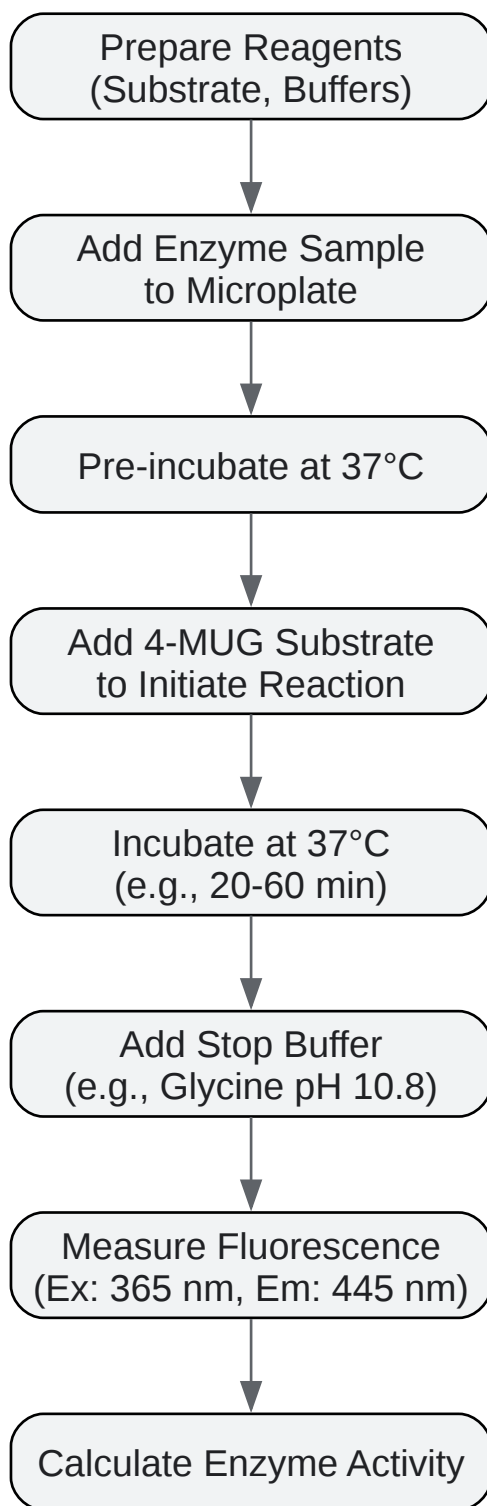 Prepare Reagents
(Substrate, Buffers)
Add Enzyme Sample
to Microplate
Pre-incubate at 37°C
Add 4-MUG Substrate
to Initiate Reaction
Incubate at 37°C
(e.g., 20-60 min)
Add Stop Buffer
(e.g., Glycine pH 10.8)
Measure Fluorescence
(Ex: 365 nm, Em: 445 nm)
Calculate Enzyme Activity